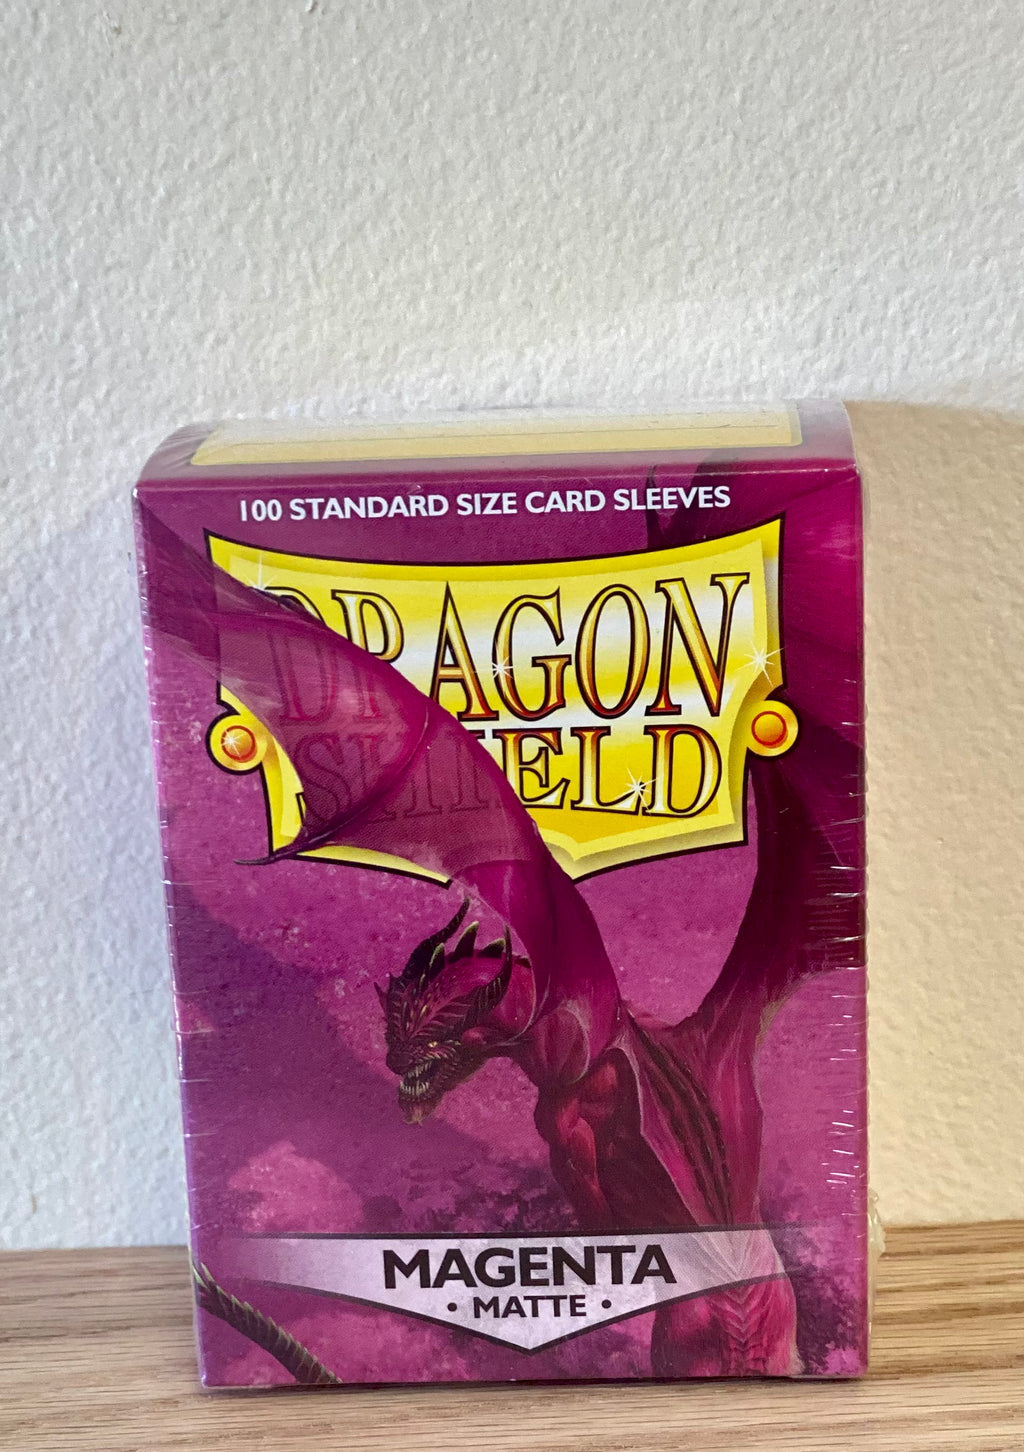 100 STANDARD SIZE CARD SLEEVES
DRAGON
SHIELD
MAGENTA
• MATTE •